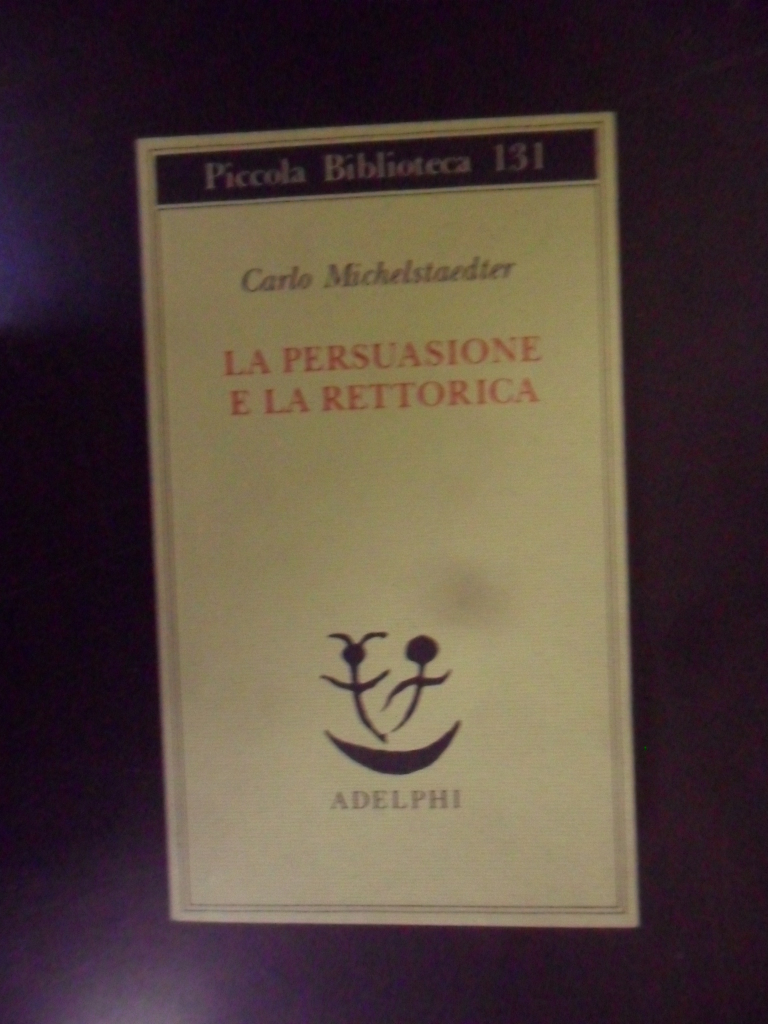 Piccola Biblioteca 131
Carlo Michelstaedter
LA PERSUASIONE
E LA RETTORICA
ADELPHI